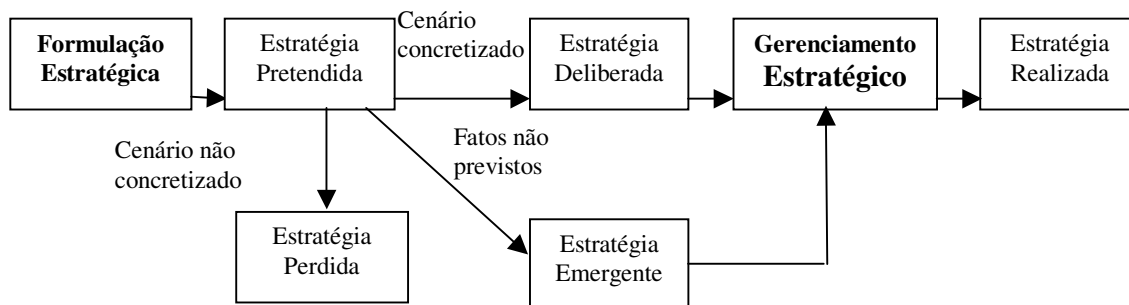 Formulação
Estratégica
Estratégia
Pretendida
Cenário
concretizado
Estratégia
Deliberada
Gerenciamento
Estratégico
Estratégia
Realizada
Cenário não
concretizado
Fatos não
previstos
Estratégia
Perdida
Estratégia
Emergente